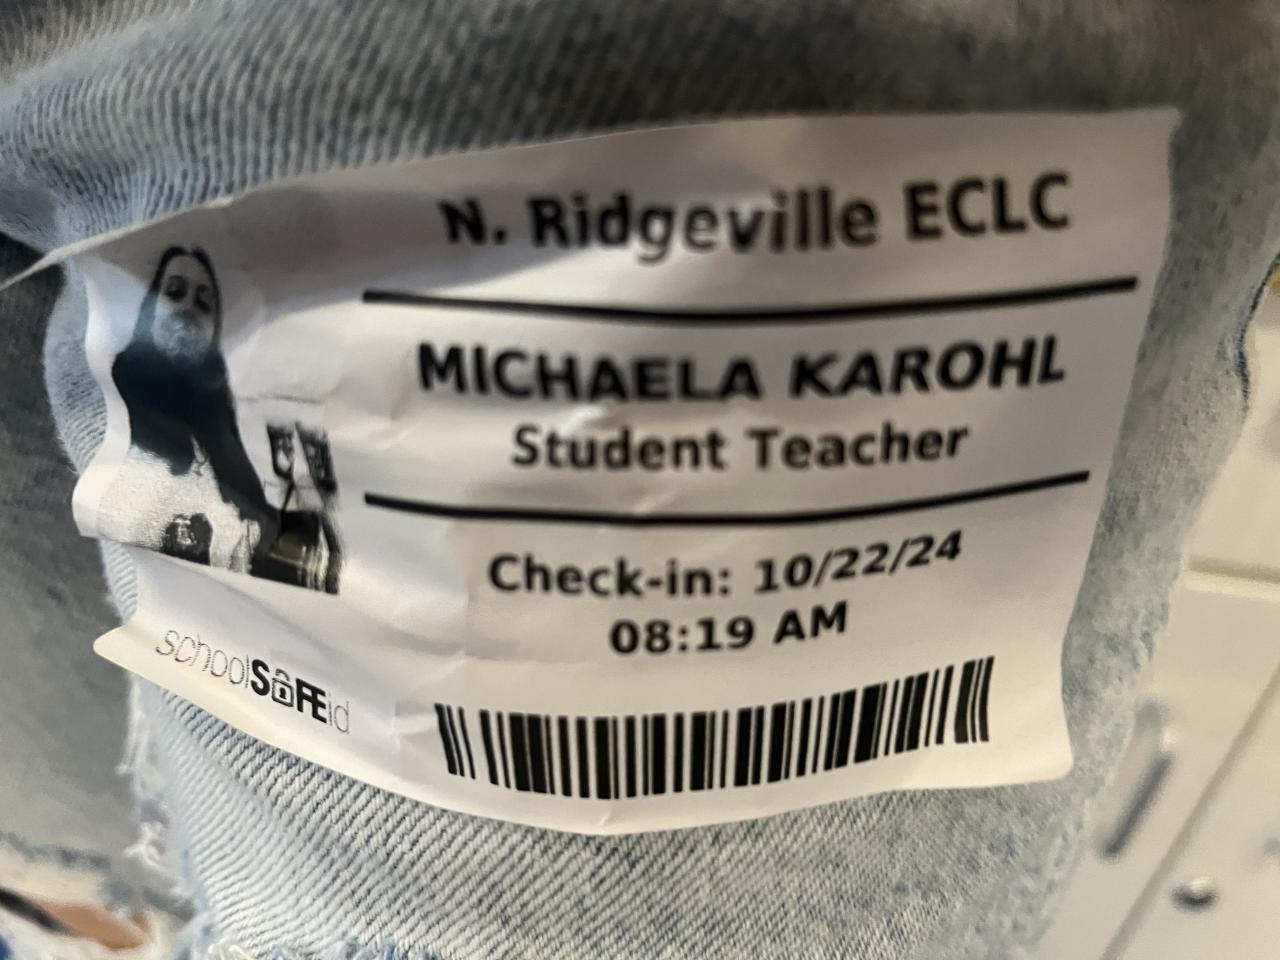 N. Ridgeville ECLC
MICHAELA KAROHL
Student Teacher
Check-in: 10/22/24
08:19 AM
schoolSAFEid